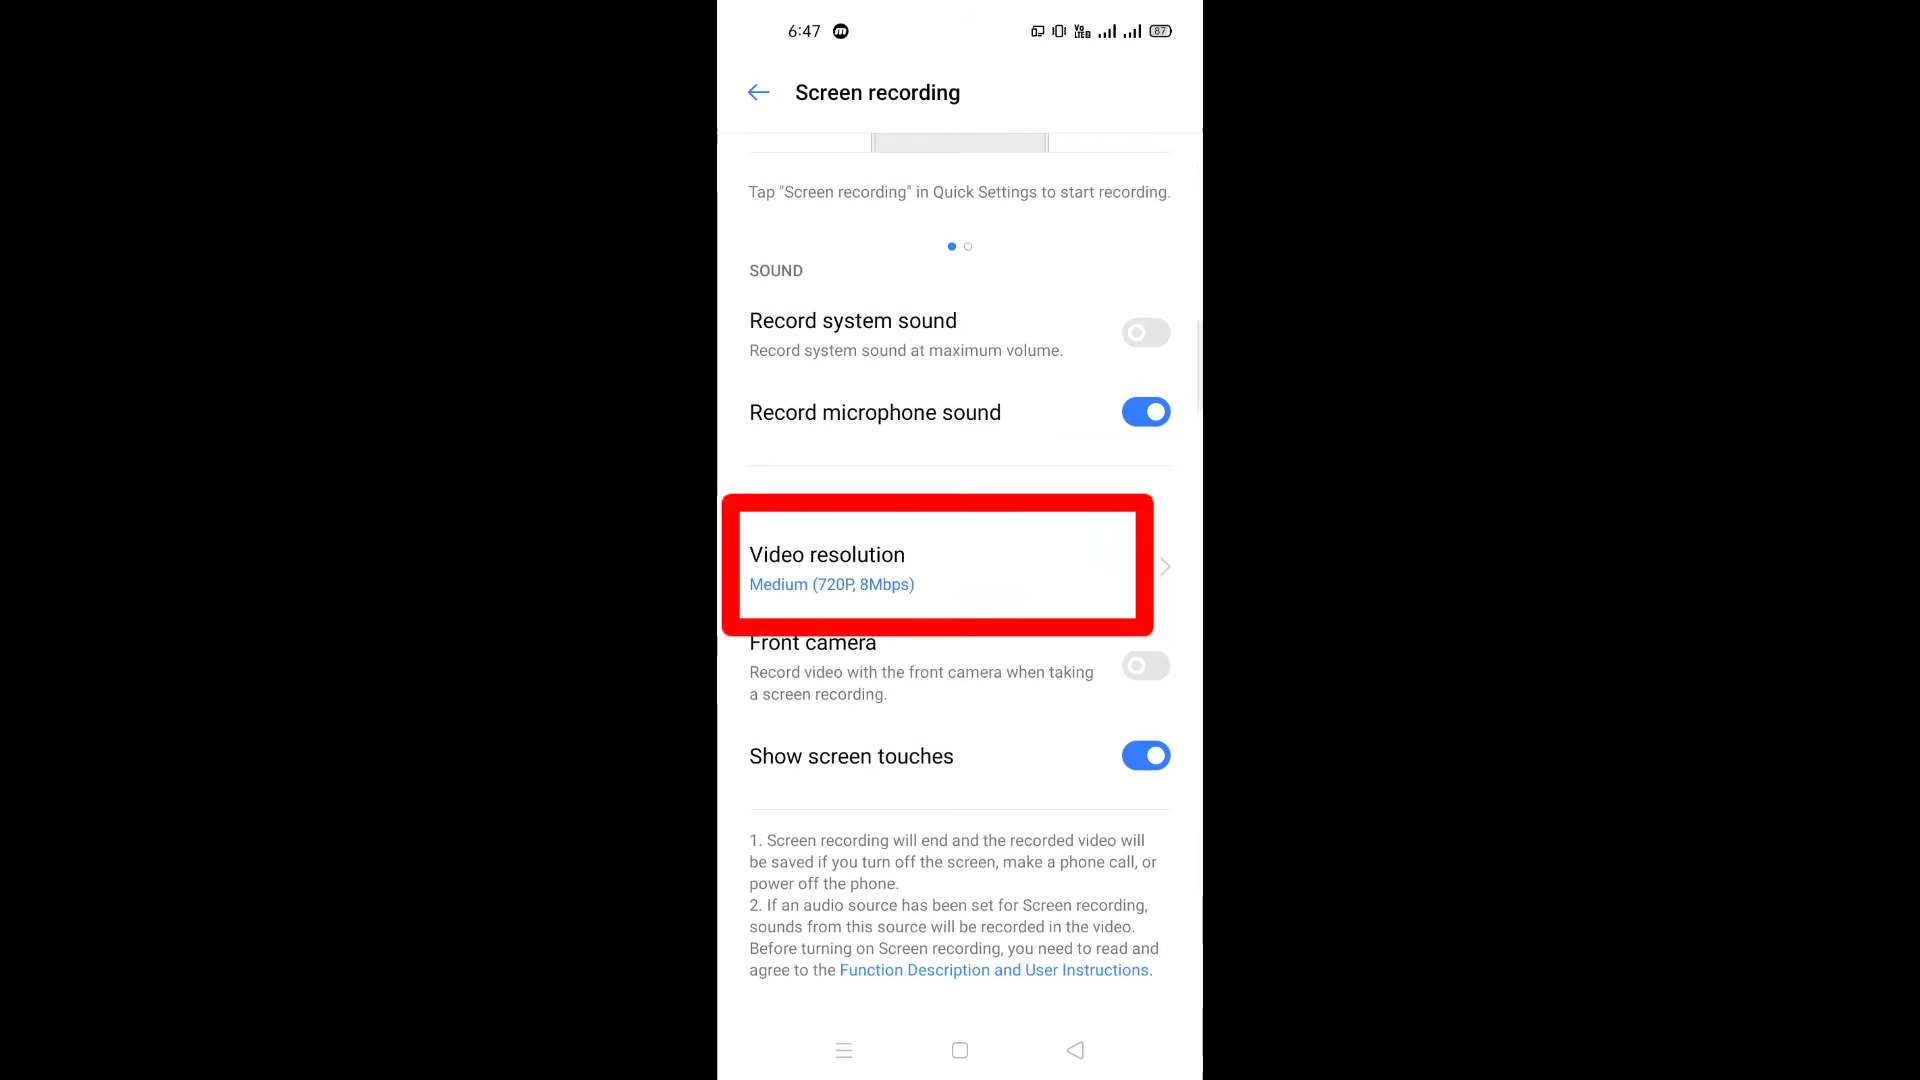 6:47
87
Screen recording
Tap "Screen recording" in Quick Settings to start recording.
SOUND
Record system sound
Record system sound at maximum volume.
Record microphone sound
Video resolution
Medium (720P, 8Mbps)
Front camera
Record video with the front camera when taking
a screen recording.
Show screen touches
1. Screen recording will end and the recorded video will
be saved if you turn off the screen, make a phone call, or
power off the phone.
2. If an audio source has been set for Screen recording,
sounds from this source will be recorded in the video.
Before turning on Screen recording, you need to read and
agree to the Function Description and User Instructions.